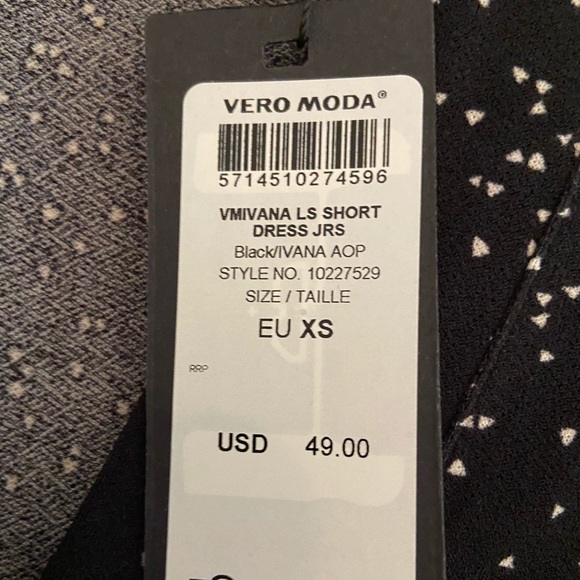 VERO MODA®
5714510274596
VMIVANA LS SHORT
DRESS JRS
Black/IVANA AOP
STYLE NO. 10227529
SIZE / TAILLE
EU XS
RRP
USD 49.00